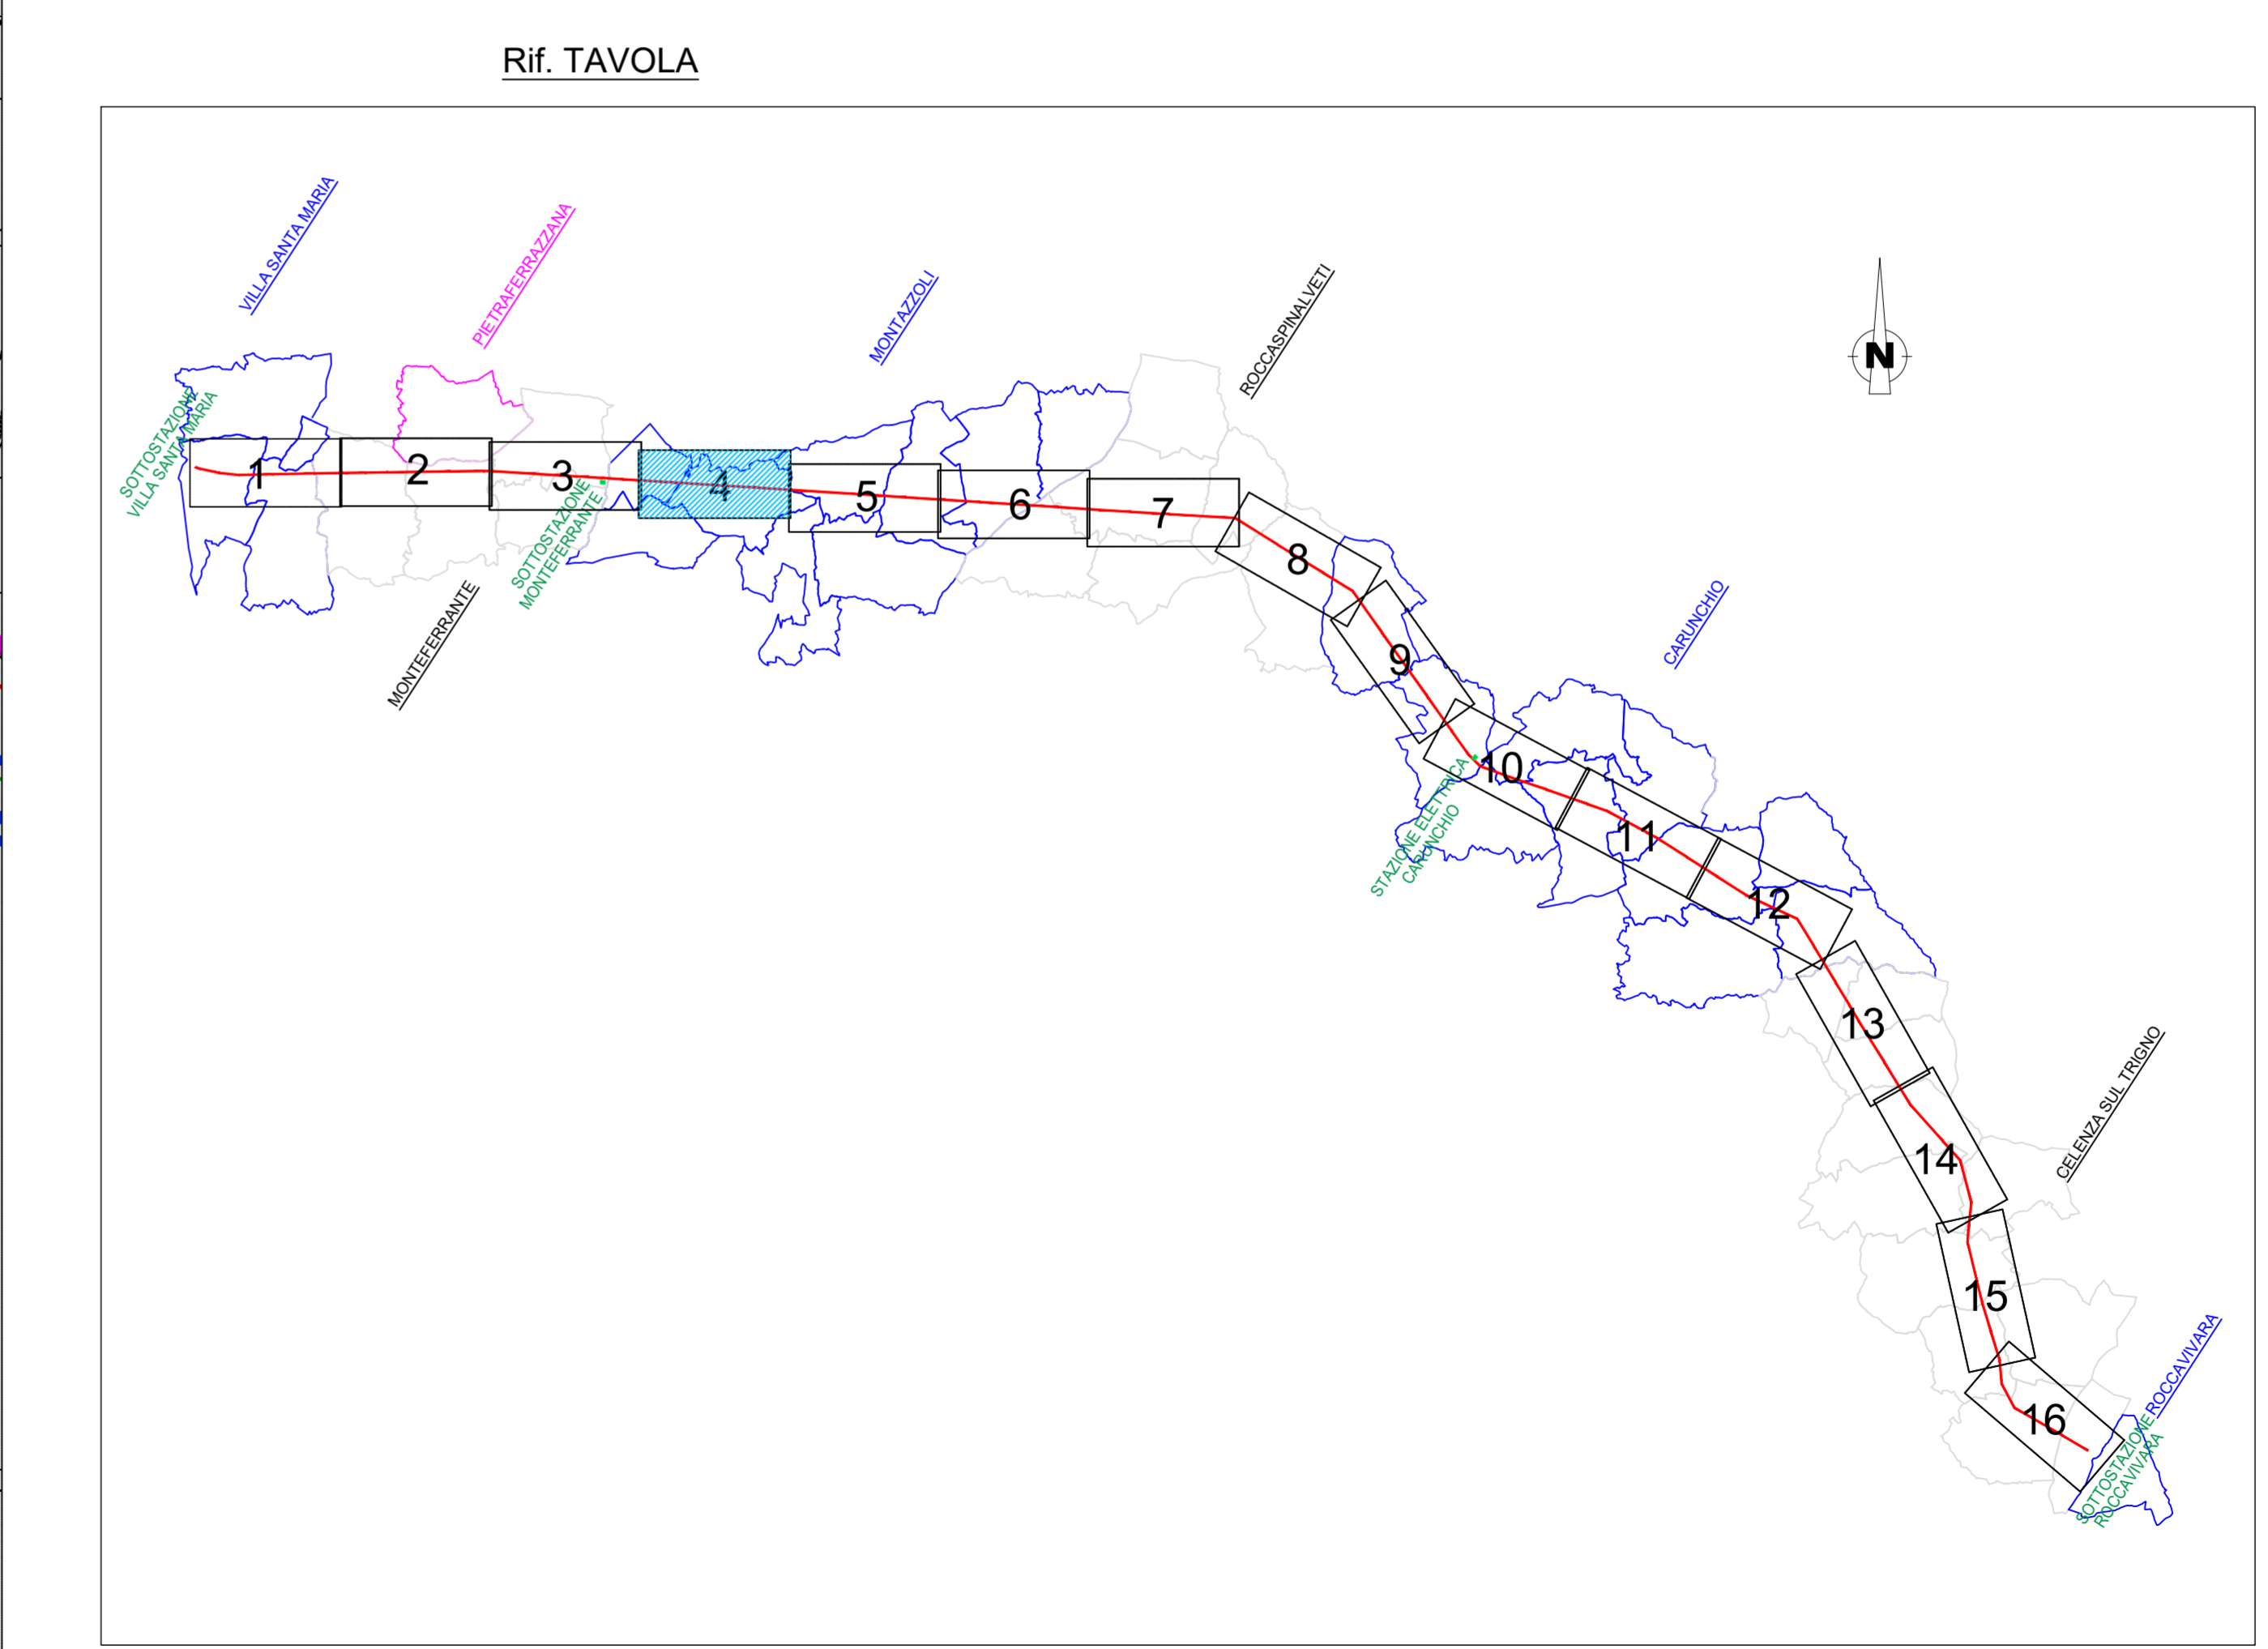 Rif. TAVOLA
VILLA SANTA MARIA
PIETRAFERRAZZANA
MONTAZZOLI
ROCCASPINALVETI
N
SOTTOSTAZIONE
VILLA SANTA MARIA
1
2
3
4
5
6
7
8
SOTTOSTAZIONE
MONTEFERRANTE
MONTEFERRANTE
CARUNCHIO
9
10
STAZIONE ELETTRICA
CARUNCHIO
11
12
13
CELENZA SUL TRIGNO
14
15
ROCCAVIVARA
16
SOTTOSTAZIONE
ROCCAVIVARA